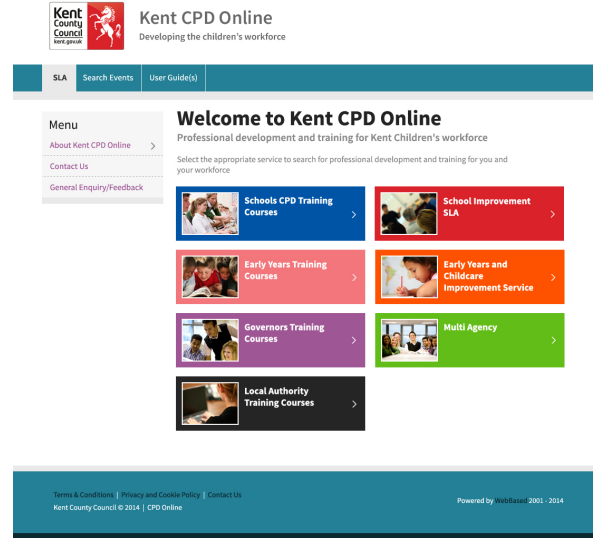 Kent
County
Council
kent.gov.uk
Kent CPD Online
Developing the children's workforce
SLA
Search Events
User Guide(s)
Menu
About Kent CPD Online
Contact Us
General Enquiry/Feedback
Welcome to Kent CPD Online
Professional development and training for Kent Children's workforce
Select the appropriate service to search for professional development and training for you and
your workforce
Schools CPD Training
Courses
School Improvement
SLA
Early Years Training
Courses
Early Years and
Childcare
Improvement Service
Governors Training
Courses
Multi Agency
Local Authority
Training Courses
Terms & Conditions | Privacy and Cookie Policy | Contact Us
Kent County Council © 2014 | CPD Online
Powered by WebBased 2001 - 2014